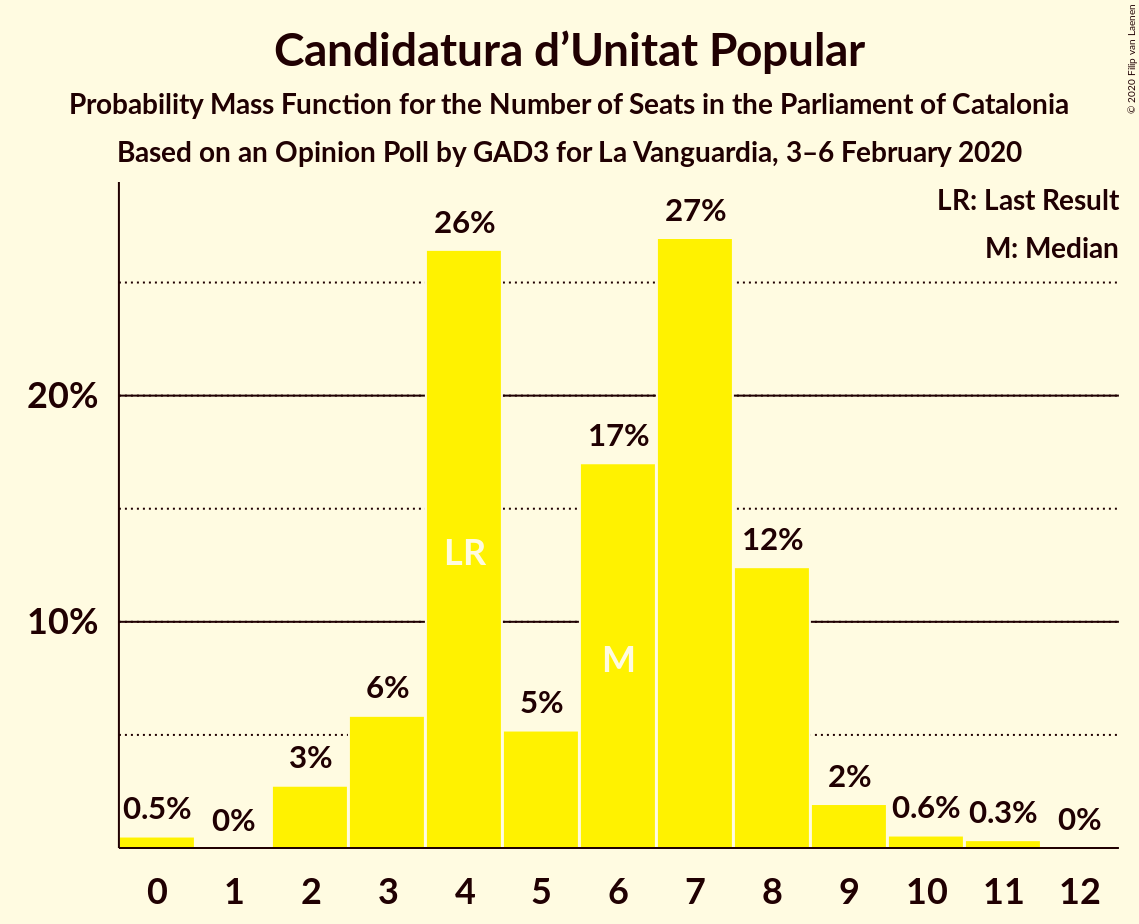 Candidatura d’Unitat Popular
Probability Mass Function for the Number of Seats in the Parliament of Catalonia
Based on an Opinion Poll by GAD3 for La Vanguardia, 3–6 February 2020
© 2020 Filip van Laenen
LR: Last Result
M: Median
26%
27%
20%
17%
12%
LR
10%
M
6%
5%
3%
2%
0.5%
0%
0.6%
0.3%
0%
0 1 2 3 4 5 6 7 8 9 10 11 12